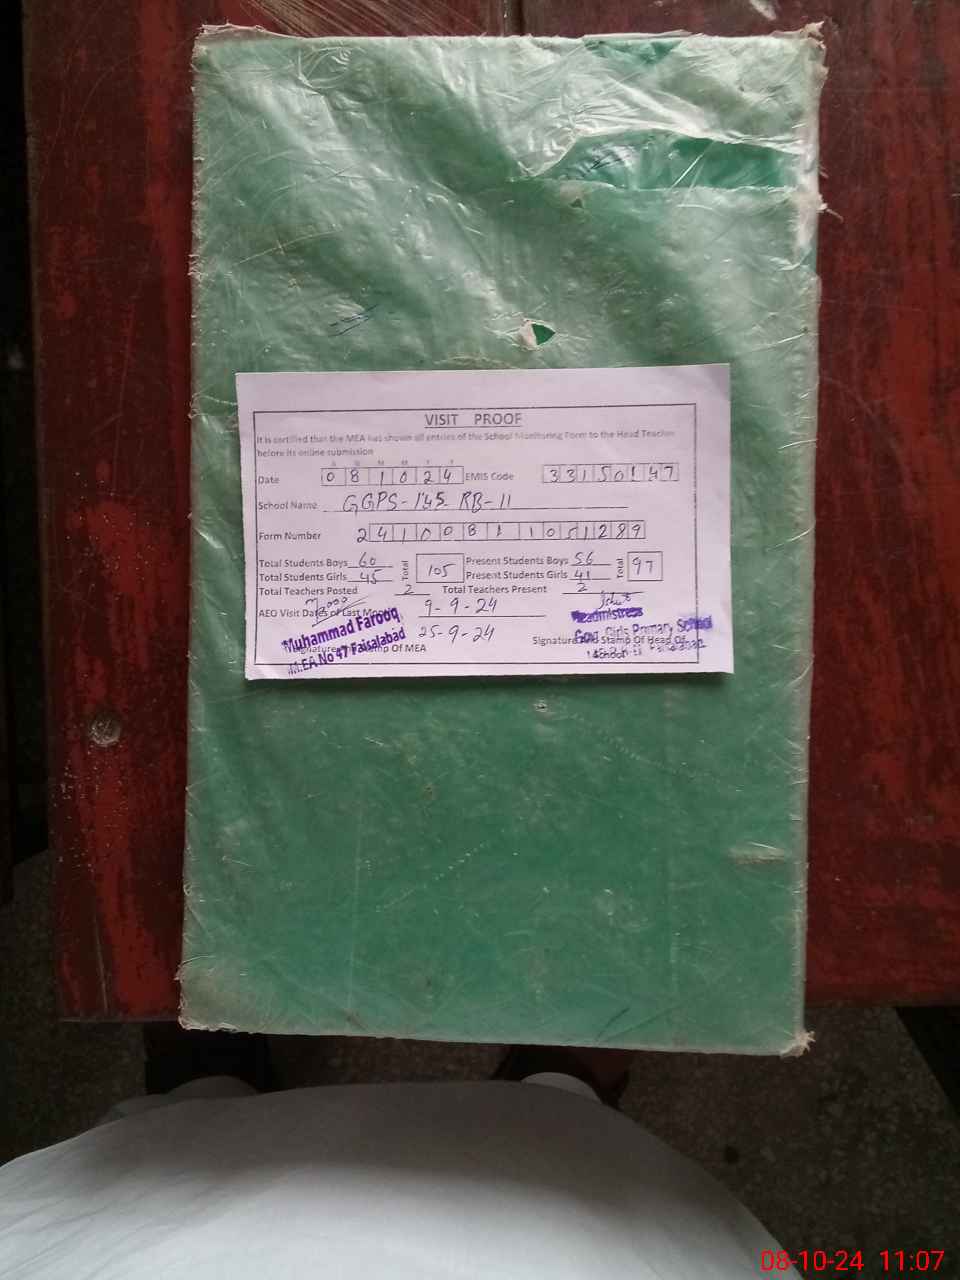 VISIT PROOF
It is certified that the MEA has shown all entries of the School Monitoring Form to the Head Teacher
before its online submission
D D M M Y Y
Date 0 8 1 0 2 4 EMIS Code 3 3 1 5 0 1 4 7
School Name GGPS-145 RB-II
Form Number 2 4 1 0 0 8 1 1 0 5 1 2 8 9
Total Students Boys 60 Total 105 Present Students Boys 56 Total 97
Total Students Girls 45 Present Students Girls 41
Total Teachers Posted 2 Total Teachers Present 2
AEO Visit Dates of Last Month 9-9-24
25-9-24
Muhammad Farooq
M.EA No 47 Faisalabad
Signature And Stamp Of MEA
Headmistress
Govt Girls Primary School
Faisalabad
Signature And Stamp Of Head Of
School
08-10-24 11:07